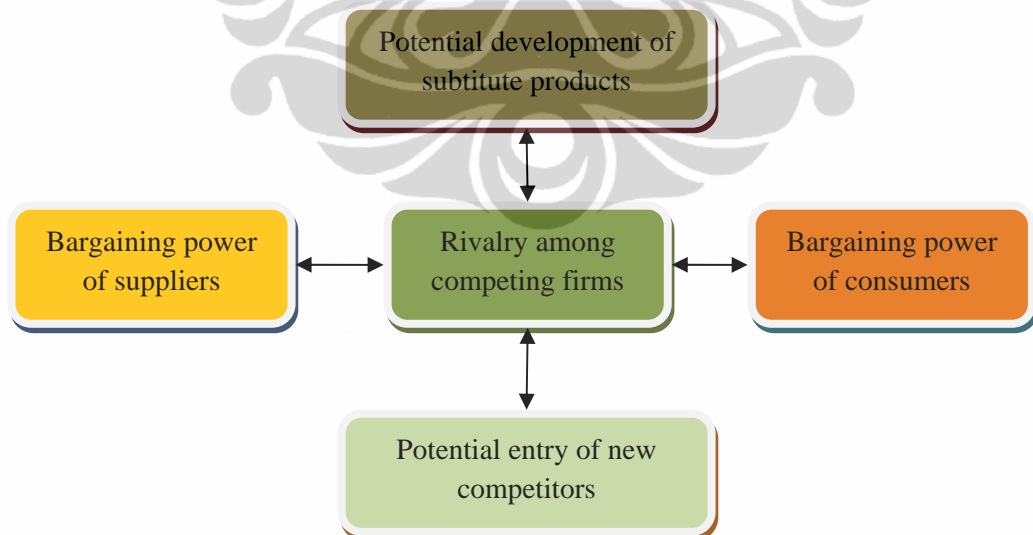 Potential development of
subtitute products
Bargaining power
of suppliers
Rivalry among
competing firms
Bargaining power
of consumers
Potential entry of new
competitors